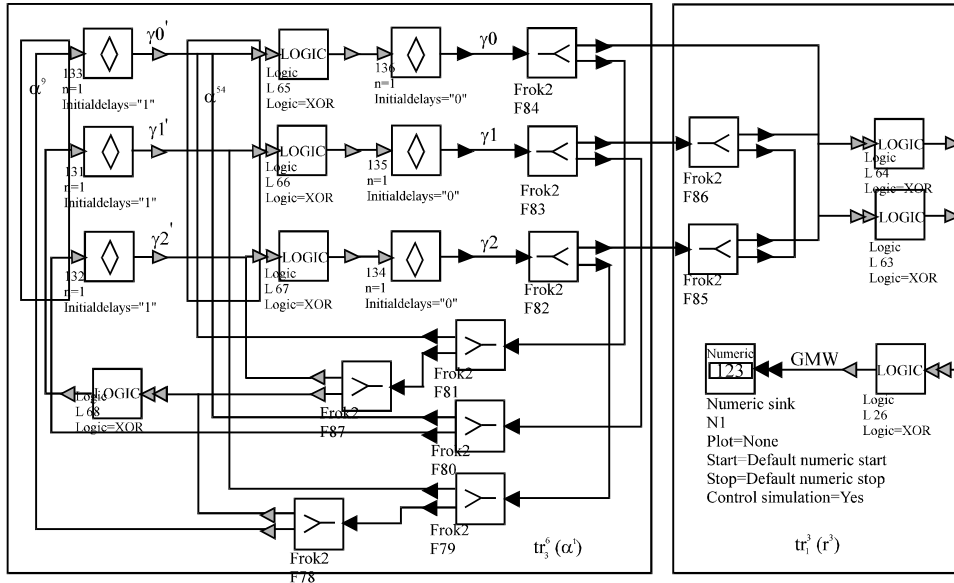 γ0'
LOGIC
γ0
133
n=1
Initialdelays="1"
Logic
L 65
Logic=XOR
136
n=1
Initialdelays="0"
Frok2
F84
α⁹
α⁵⁴
γ1'
LOGIC
γ1
131
n=1
Initialdelays="1"
Logic
L 66
Logic=XOR
135
n=1
Initialdelays="0"
Frok2
F83
Frok2
F86
LOGIC
Logic
L 64
Logic=XOR
γ2'
LOGIC
γ2
132
n=1
Initialdelays="1"
Logic
L 67
Logic=XOR
134
n=1
Initialdelays="0"
Frok2
F82
Frok2
F85
LOGIC
Logic
L 63
Logic=XOR
Frok2
F81
LOGIC
Logic
L 68
Logic=XOR
Frok2
F87
Frok2
F80
Frok2
F79
Frok2
F78
Numeric
123
GMW
LOGIC
Numeric sink
N1
Plot=None
Start=Default numeric start
Stop=Default numeric stop
Control simulation=Yes
Logic
L 26
Logic=XOR
tr₃⁶ (α¹)
tr₁³ (r³)